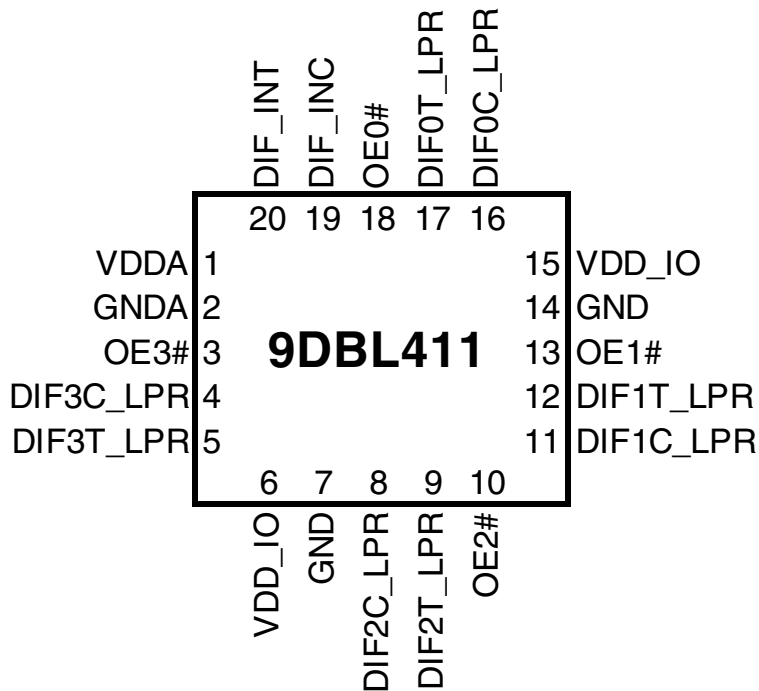 DIF_INT
DIF_INC
OE0#
DIF0T_LPR
DIF0C_LPR
20 19 18 17 16
VDDA 1
15 VDD_IO
GNDA 2
14 GND
OE3# 3
9DBL411
13 OE1#
DIF3C_LPR 4
12 DIF1T_LPR
DIF3T_LPR 5
11 DIF1C_LPR
6 7 8 9 10
VDD_IO
GND
DIF2C_LPR
DIF2T_LPR
OE2#